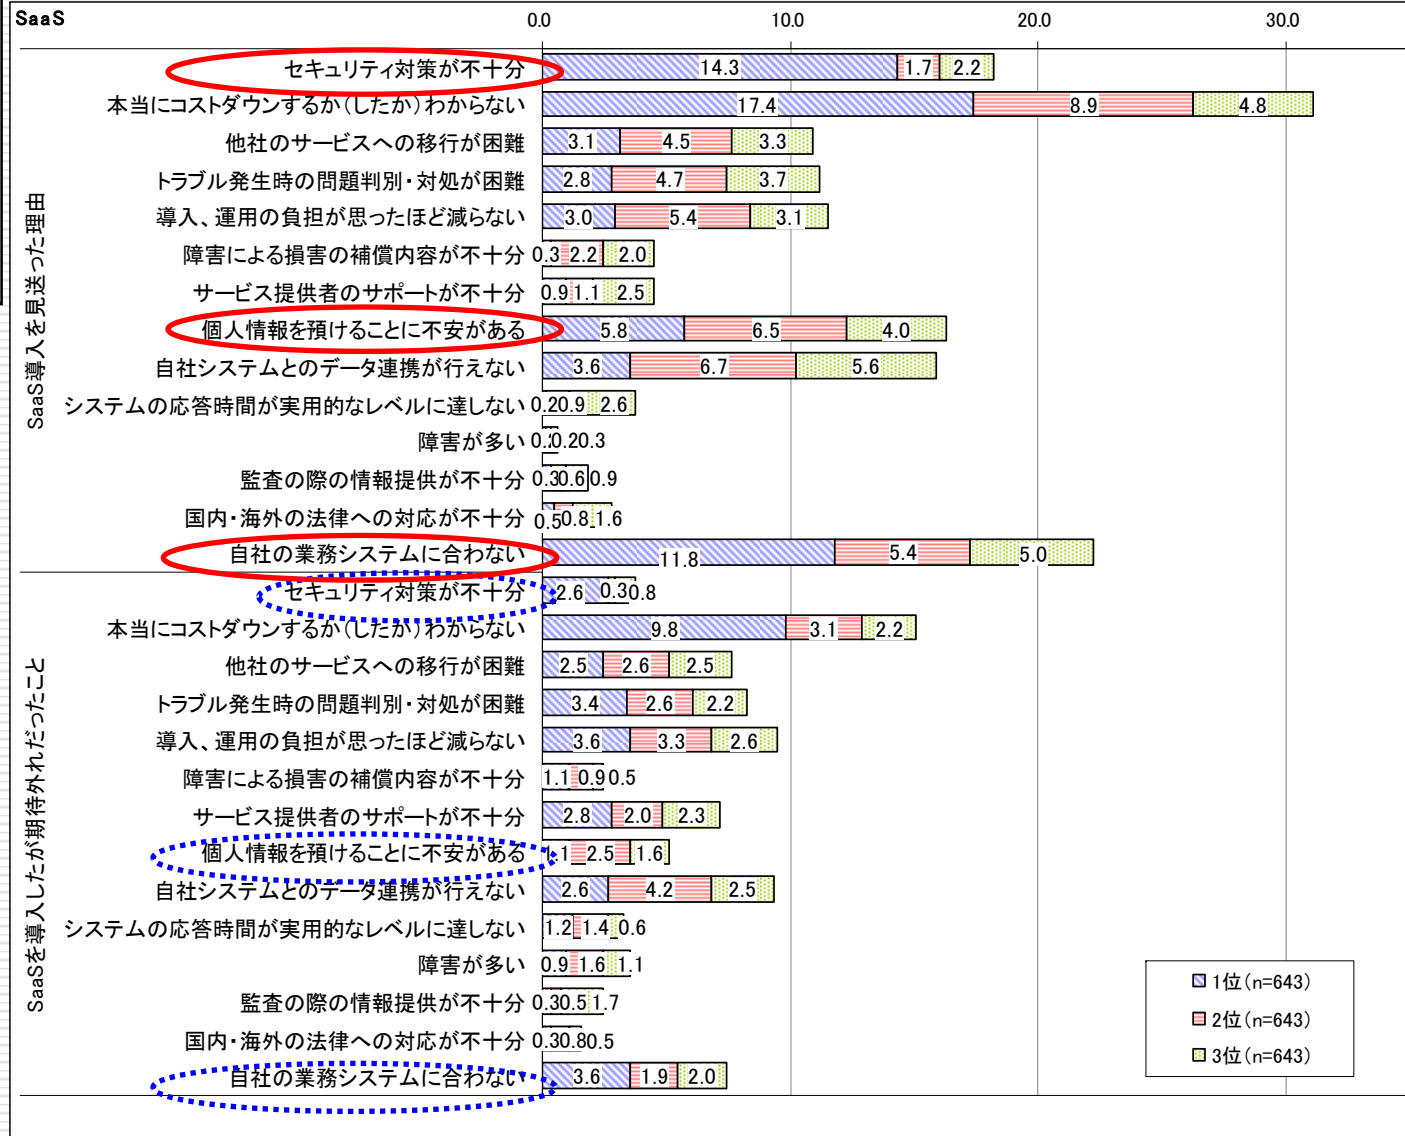 SaaS
0.0 10.0 20.0 30.0
SaaS導入を見送った理由
セキュリティ対策が不十分 14.3 1.7 2.2
本当にコストダウンするか（したか）わからない 17.4 8.9 4.8
他社のサービスへの移行が困難 3.1 4.5 3.3
トラブル発生時の問題判別・対処が困難 2.8 4.7 3.7
導入、運用の負担が思ったほど減らない 3.0 5.4 3.1
障害による損害の補償内容が不十分 0.3 2.2 2.0
サービス提供者のサポートが不十分 0.9 1.1 2.5
個人情報を預けることに不安がある 5.8 6.5 4.0
自社システムとのデータ連携が行えない 3.6 6.7 5.6
システムの応答時間が実用的なレベルに達しない 0.2 0.9 2.6
障害が多い 0.2 0.2 0.3
監査の際の情報提供が不十分 0.3 0.6 0.9
国内・海外の法律への対応が不十分 0.5 0.8 1.6
自社の業務システムに合わない 11.8 5.4 5.0
SaaSを導入したが期待外れだったこと
セキュリティ対策が不十分 2.6 0.3 0.8
本当にコストダウンするか（したか）わからない 9.8 3.1 2.2
他社のサービスへの移行が困難 2.5 2.6 2.5
トラブル発生時の問題判別・対処が困難 3.4 2.6 2.2
導入、運用の負担が思ったほど減らない 3.6 3.3 2.6
障害による損害の補償内容が不十分 1.1 0.9 0.5
サービス提供者のサポートが不十分 2.8 2.0 2.3
個人情報を預けることに不安がある 1.1 2.5 1.6
自社システムとのデータ連携が行えない 2.6 4.2 2.5
システムの応答時間が実用的なレベルに達しない 1.2 1.4 0.6
障害が多い 0.9 1.6 1.1
監査の際の情報提供が不十分 0.3 0.5 1.7
国内・海外の法律への対応が不十分 0.3 0.8 0.5
自社の業務システムに合わない 3.6 1.9 2.0
1位（n=643）
2位（n=643）
3位（n=643）